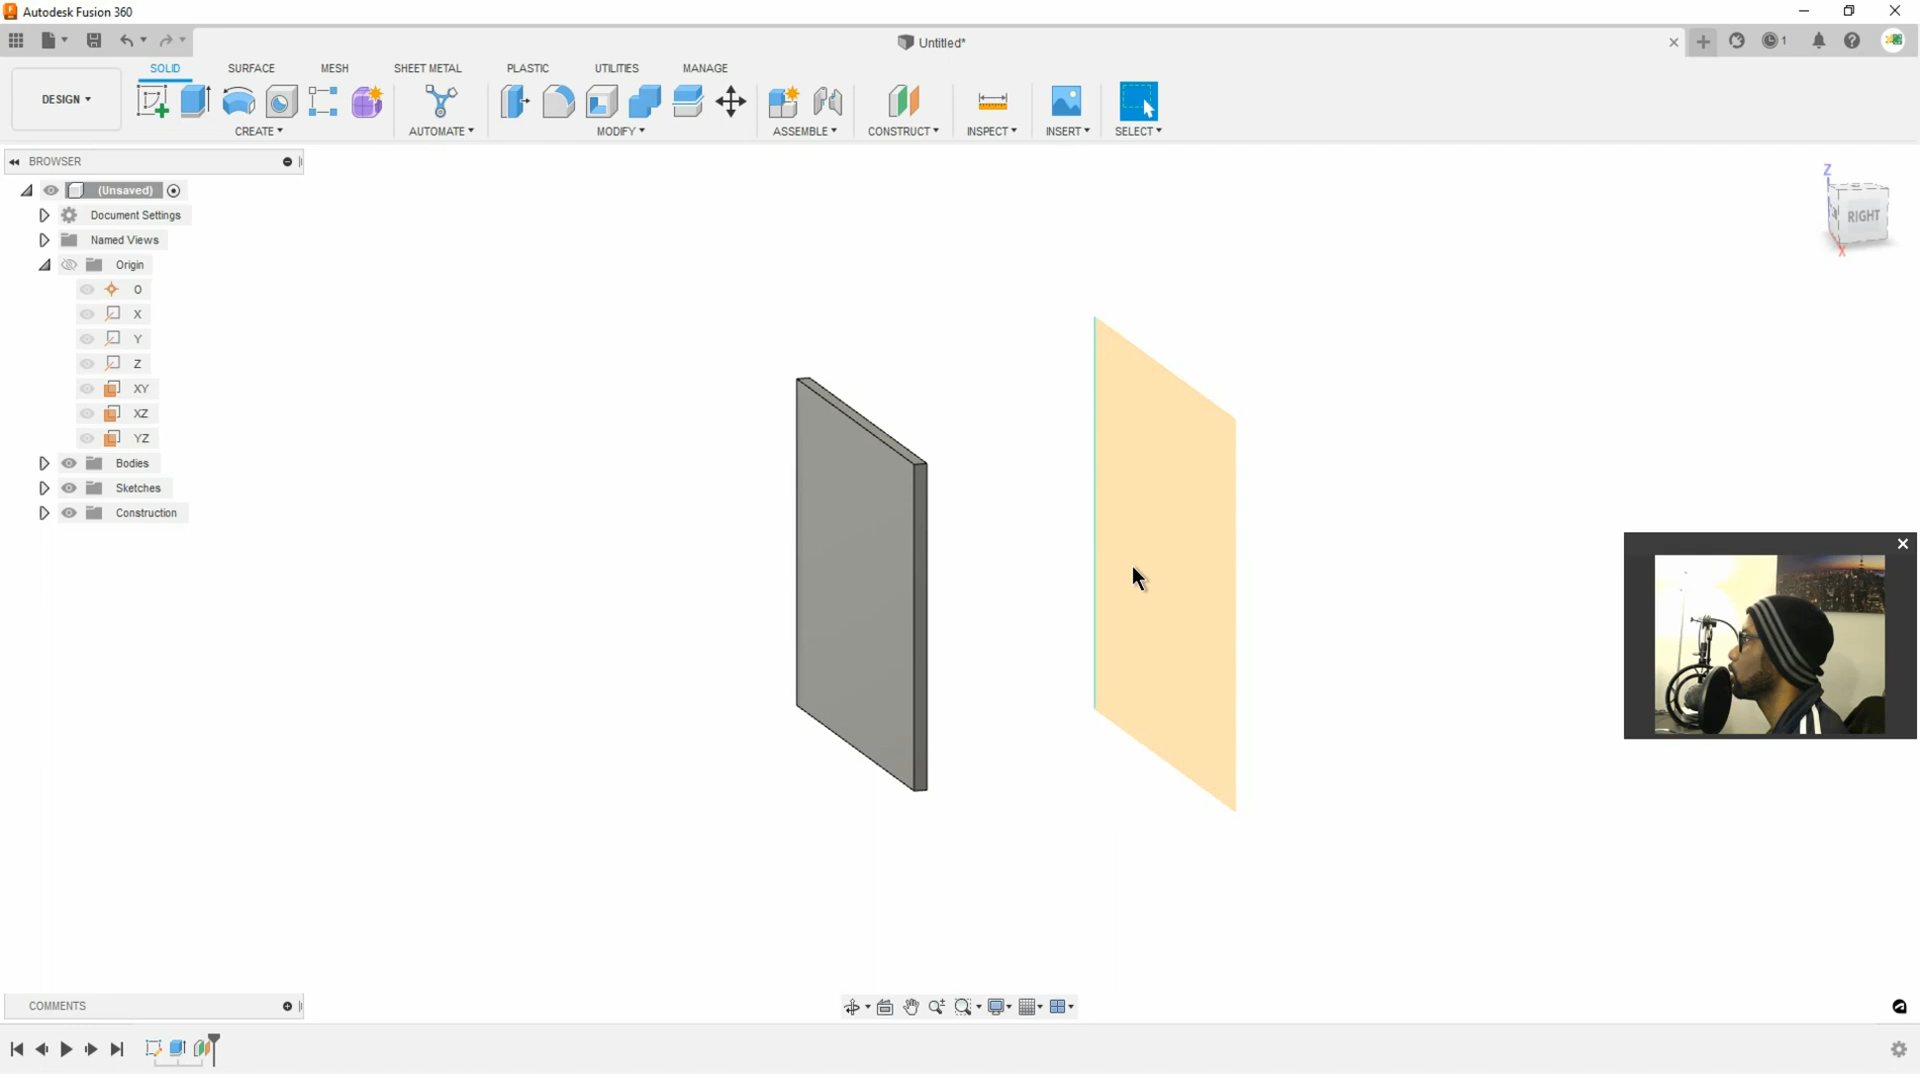 Autodesk Fusion 360
Untitled*
1
DESIGN
SOLID SURFACE MESH SHEET METAL PLASTIC UTILITIES MANAGE
CREATE AUTOMATE MODIFY ASSEMBLE CONSTRUCT INSPECT INSERT SELECT
BROWSER
(Unsaved)
Document Settings
Named Views
Origin
O
X
Y
Z
XY
XZ
YZ
Bodies
Sketches
Construction
Z
RIGHT
X
COMMENTS